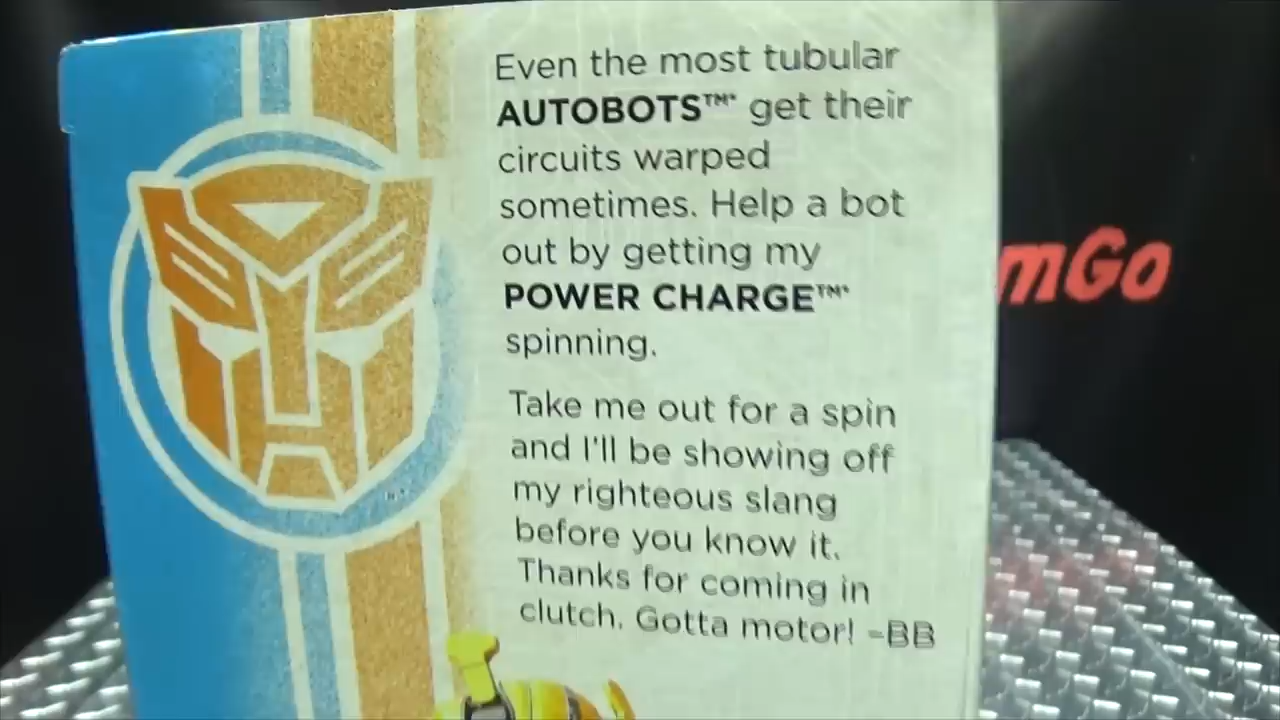 Even the most tubular
AUTOBOTS™* get their
circuits warped
sometimes. Help a bot
out by getting my
POWER CHARGE™*
spinning.
Take me out for a spin
and I'll be showing off
my righteous slang
before you know it.
Thanks for coming in
clutch. Gotta motor! -BB
mGo